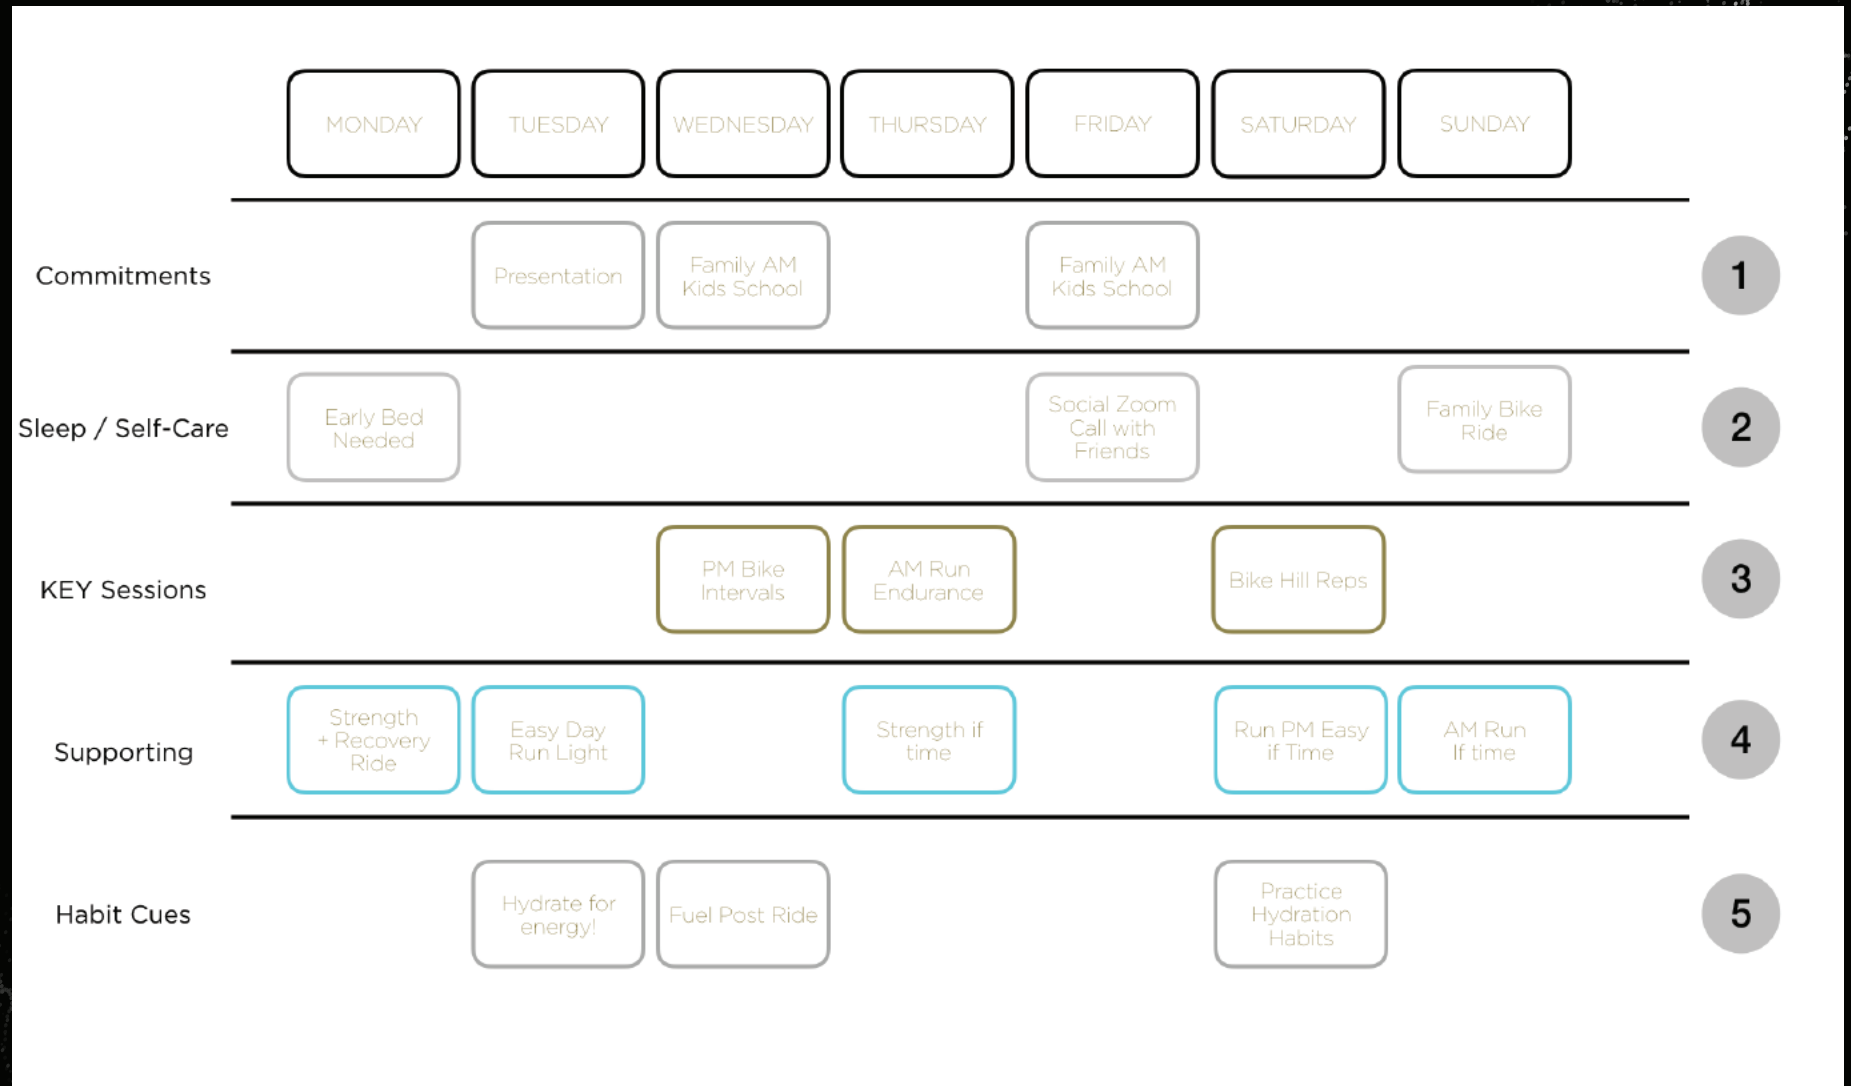 MONDAY
TUESDAY
WEDNESDAY
THURSDAY
FRIDAY
SATURDAY
SUNDAY
Commitments
Presentation
Family AM
Kids School
Family AM
Kids School
1
Sleep / Self-Care
Early Bed
Needed
Social Zoom
Call with
Friends
Family Bike
Ride
2
KEY Sessions
PM Bike
Intervals
AM Run
Endurance
Bike Hill Reps
3
Supporting
Strength
+ Recovery
Ride
Easy Day
Run Light
Strength if
time
Run PM Easy
if Time
AM Run
If time
4
Habit Cues
Hydrate for
energy!
Fuel Post Ride
Practice
Hydration
Habits
5